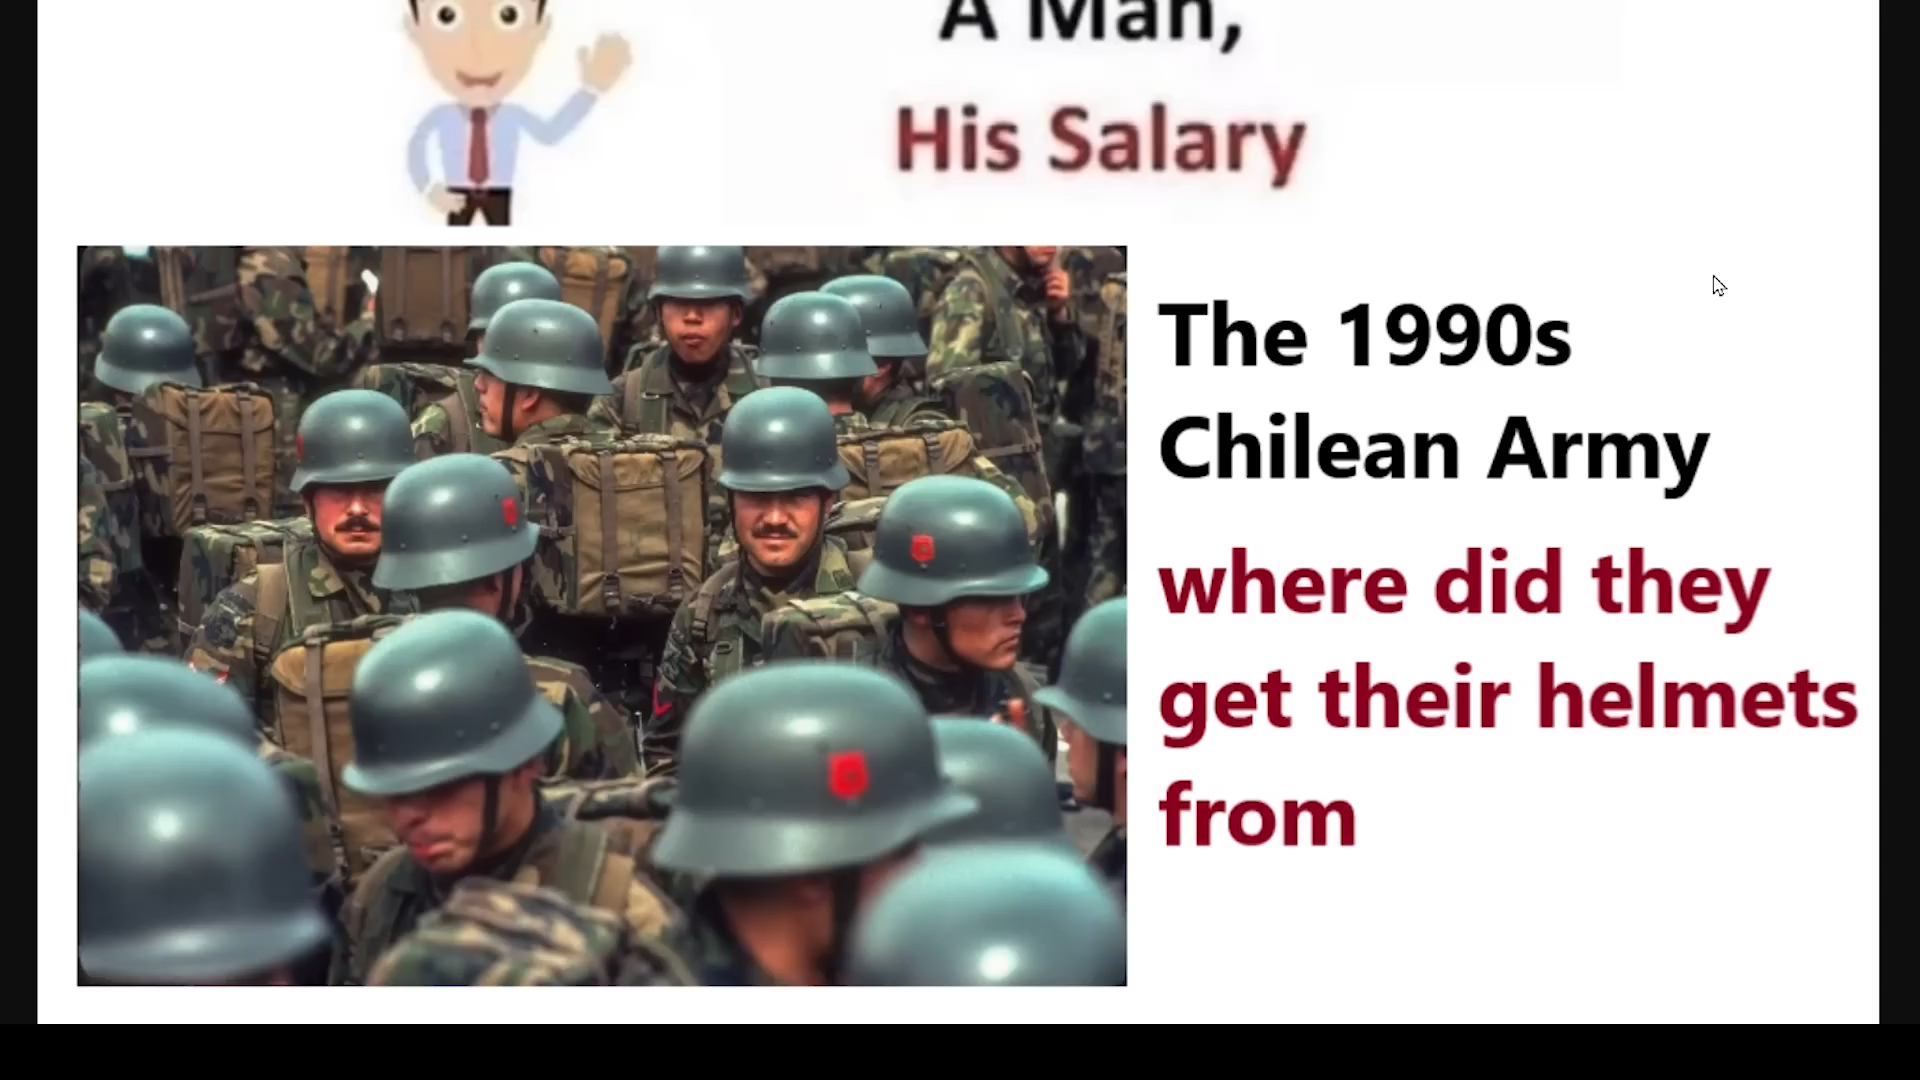 A Man,
His Salary
The 1990s
Chilean Army
where did they
get their helmets
from